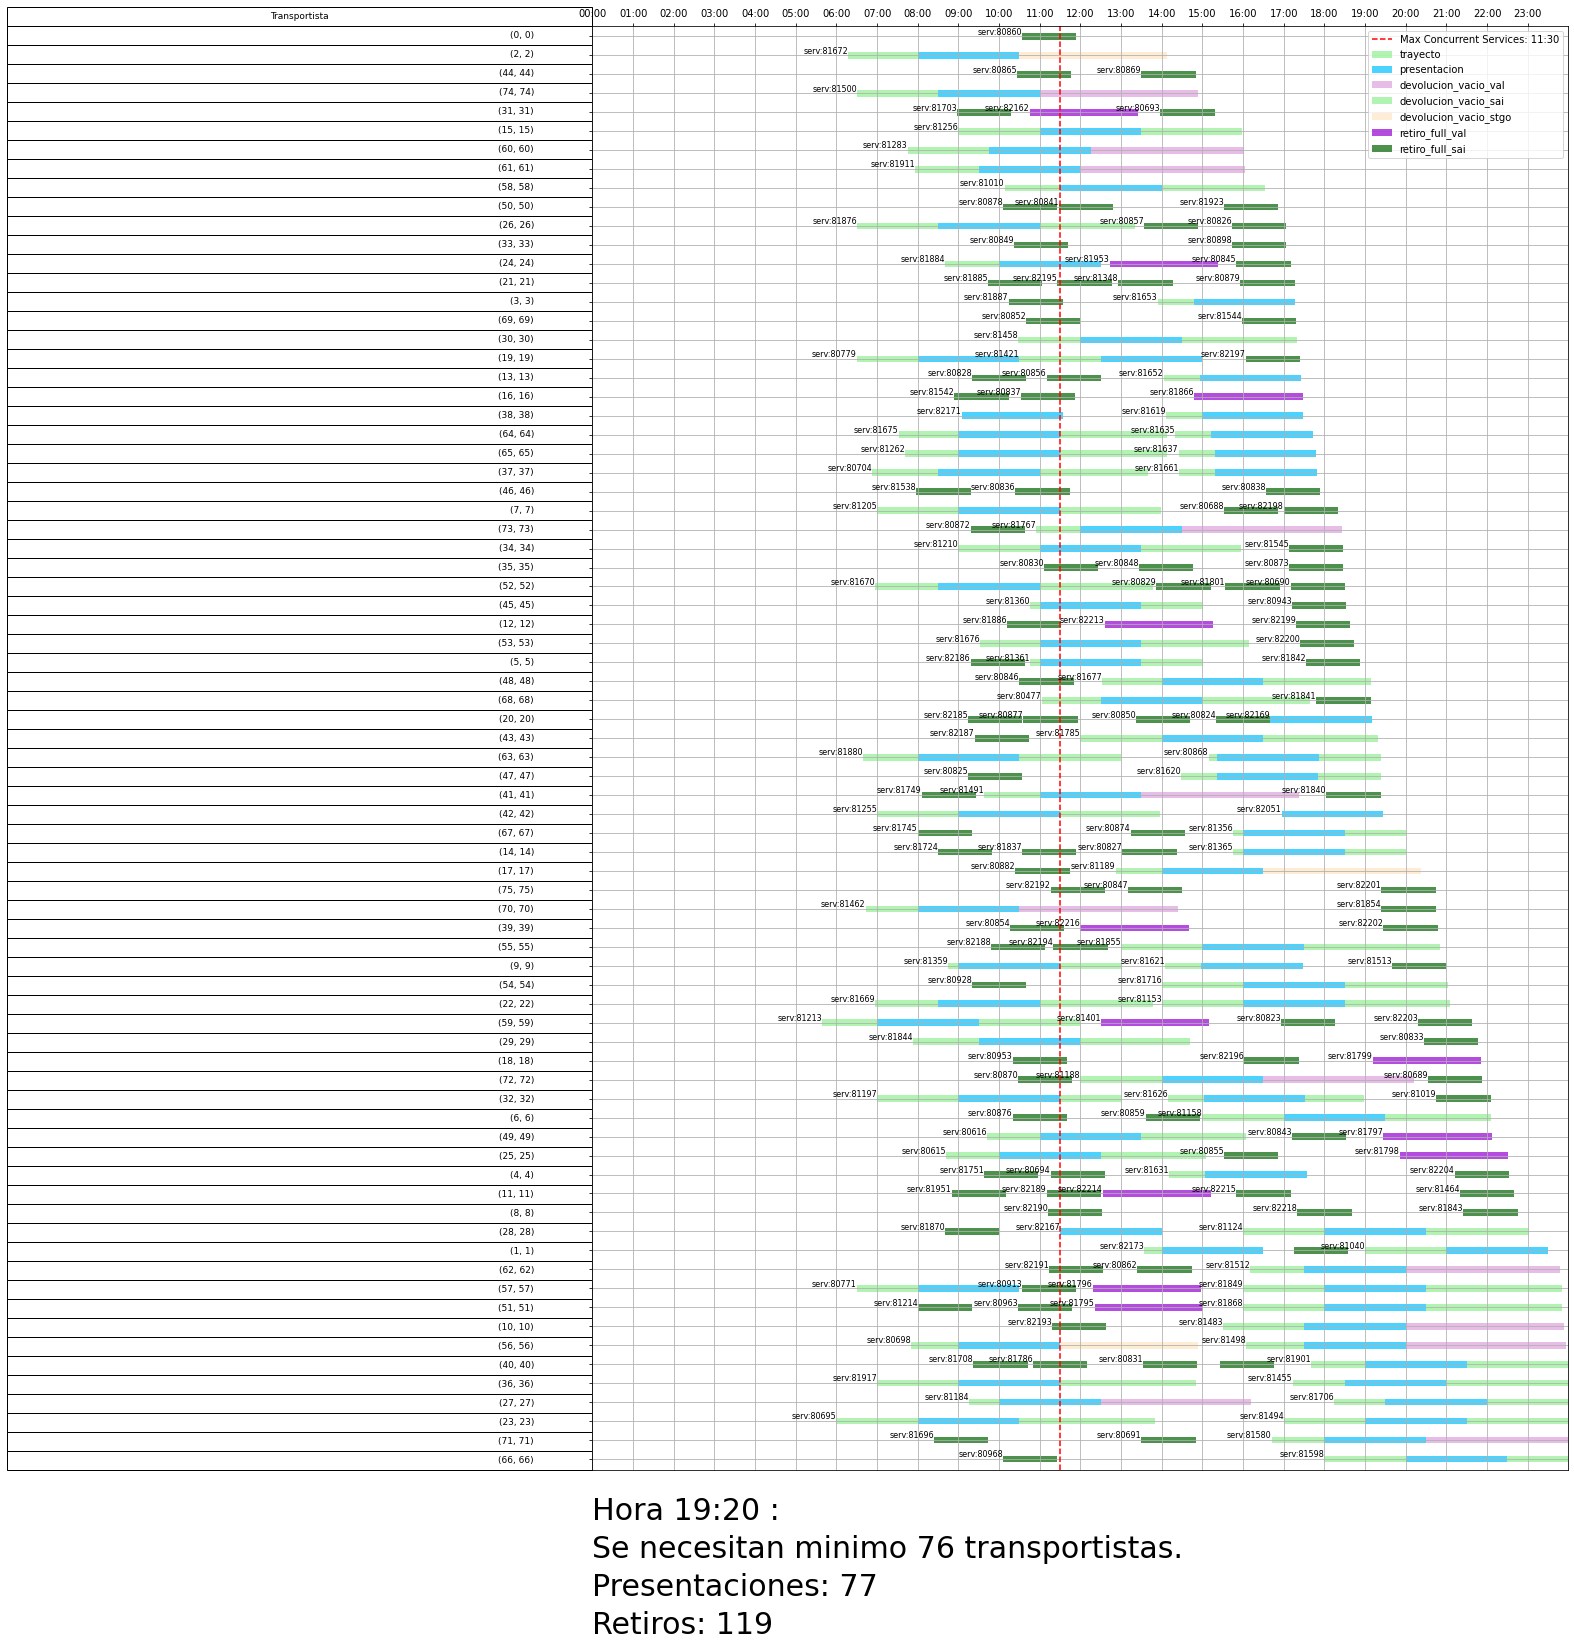 Transportista 00:00 01:00 02:00 03:00 04:00 05:00 06:00 07:00 08:00 09:00 10:00 11:00 12:00 13:00 14:00 15:00 16:00 17:00 18:00 19:00 20:00 21:00 22:00 23:00
Max Concurrent Services: 11:30
trayecto
presentacion
devolucion_vacio_val
devolucion_vacio_sai
devolucion_vacio_stgo
retiro_full_val
retiro_full_sai
(0, 0) serv:80860
(2, 2) serv:81672
(44, 44) serv:80865 serv:80869
(74, 74) serv:81500
(31, 31) serv:81703 serv:82162 serv:80693
(15, 15) serv:81256
(60, 60) serv:81283
(61, 61) serv:81911
(58, 58) serv:81010
(50, 50) serv:80878 serv:80841 serv:81923
(26, 26) serv:81876 serv:80857 serv:80826
(33, 33) serv:80849 serv:80898
(24, 24) serv:81884 serv:81953 serv:80845
(21, 21) serv:81885 serv:82195 serv:81348 serv:80879
(3, 3) serv:81887 serv:81653
(69, 69) serv:80852 serv:81544
(30, 30) serv:81458
(19, 19) serv:80779 serv:81421 serv:82197
(13, 13) serv:80828 serv:80856 serv:81652
(16, 16) serv:81542 serv:80837 serv:81866
(38, 38) serv:82171 serv:81619
(64, 64) serv:81675 serv:81635
(65, 65) serv:81262 serv:81637
(37, 37) serv:80704 serv:81661
(46, 46) serv:81538 serv:80836 serv:80838
(7, 7) serv:81205 serv:80688 serv:82198
(73, 73) serv:80872 serv:81767
(34, 34) serv:81210 serv:81545
(35, 35) serv:80830 serv:80848 serv:80873
(52, 52) serv:81670 serv:80829 serv:81801 serv:80690
(45, 45) serv:81360 serv:80943
(12, 12) serv:81886 serv:82213 serv:82199
(53, 53) serv:81676 serv:82200
(5, 5) serv:82186 serv:81361 serv:81842
(48, 48) serv:80846 serv:81677
(68, 68) serv:80477 serv:81841
(20, 20) serv:82185 serv:80877 serv:80850 serv:80824 serv:82169
(43, 43) serv:82187 serv:81785
(63, 63) serv:81880 serv:80868
(47, 47) serv:80825 serv:81620
(41, 41) serv:81749 serv:81491 serv:81840
(42, 42) serv:81255 serv:82051
(67, 67) serv:81745 serv:80874 serv:81356
(14, 14) serv:81724 serv:81837 serv:80827 serv:81365
(17, 17) serv:80882 serv:81189
(75, 75) serv:82192 serv:80847 serv:82201
(70, 70) serv:81462 serv:81854
(39, 39) serv:80854 serv:82216 serv:82202
(55, 55) serv:82188 serv:82194 serv:81855
(9, 9) serv:81359 serv:81621 serv:81513
(54, 54) serv:80928 serv:81716
(22, 22) serv:81669 serv:81153
(59, 59) serv:81213 serv:81401 serv:80823 serv:82203
(29, 29) serv:81844 serv:80833
(18, 18) serv:80953 serv:82196 serv:81799
(72, 72) serv:80870 serv:81188 serv:80689
(32, 32) serv:81197 serv:81626 serv:81019
(6, 6) serv:80876 serv:80859 serv:81158
(49, 49) serv:80616 serv:80843 serv:81797
(25, 25) serv:80615 serv:80855 serv:81798
(4, 4) serv:81751 serv:80694 serv:81631 serv:82204
(11, 11) serv:81951 serv:82189 serv:82214 serv:82215 serv:81464
(8, 8) serv:82190 serv:82218 serv:81843
(28, 28) serv:81870 serv:82167 serv:81124
(1, 1) serv:82173 serv:81040
(62, 62) serv:82191 serv:80862 serv:81512
(57, 57) serv:80771 serv:80913 serv:81796 serv:81849
(51, 51) serv:81214 serv:80963 serv:81795 serv:81868
(10, 10) serv:82193 serv:81483
(56, 56) serv:80698 serv:81498
(40, 40) serv:81708 serv:81786 serv:80831 serv:81901
(36, 36) serv:81917 serv:81455
(27, 27) serv:81184 serv:81706
(23, 23) serv:80695 serv:81494
(71, 71) serv:81696 serv:80691 serv:81580
(66, 66) serv:80968 serv:81598
Hora 19:20 :
Se necesitan minimo 76 transportistas.
Presentaciones: 77
Retiros: 119